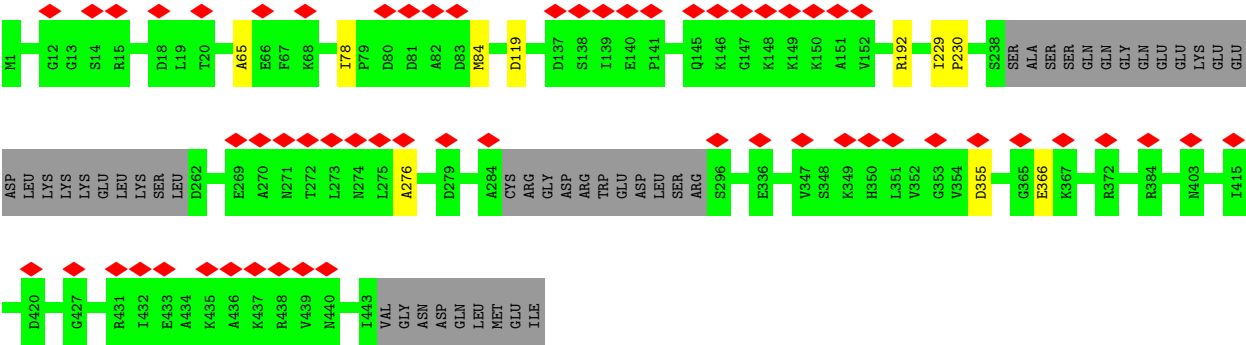 M1 G12 G13 S14 R15 D18 L19 T20 A65 E66 F67 K68 I78 P79 D80 D81 A82 D83 M84 D119 D137 S138 I139 E140 P141 Q145 K146 G147 K148 K149 K150 A151 V152 R192 I229 P230 S238 SER ALA SER SER GLN GLN GLY GLN GLU GLU LYS GLU GLU
ASP LEU LYS LYS LYS GLU LEU LYS SER LEU D262 E269 A270 N271 T272 L273 N274 L275 A276 D279 A284 CYS ARG GLY ASP ARG TRP GLU ASP LEU SER ARG S296 E336 V347 S348 K349 H350 L351 V352 G353 V354 D355 G365 E366 K367 R372 R384 N403 I415
D420 G427 R431 I432 E433 A434 K435 A436 K437 R438 V439 N440 I443 VAL GLY ASN ASP GLN LEU MET GLU ILE